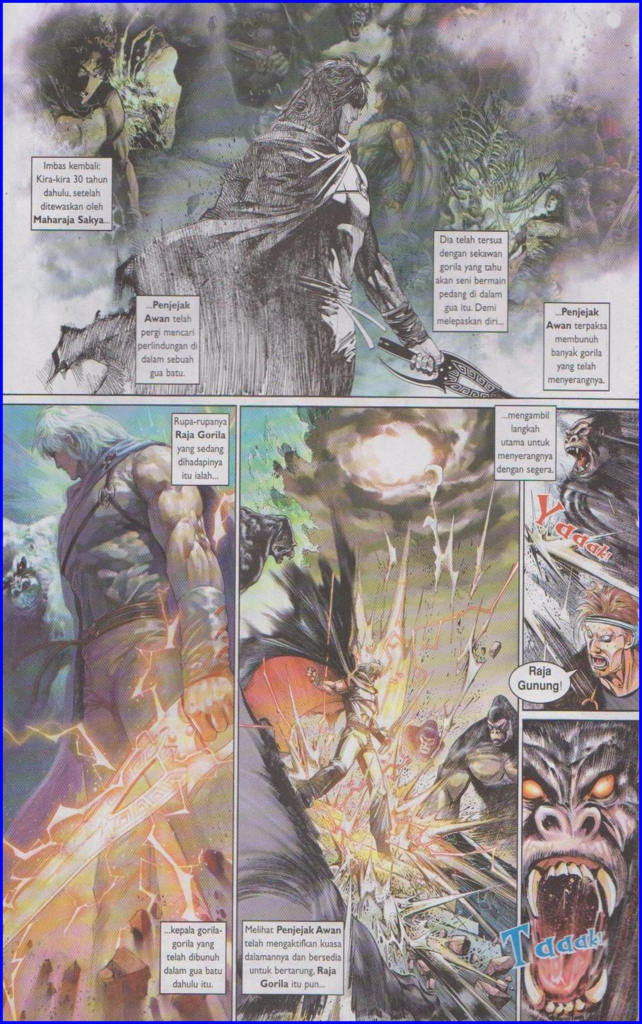 Imbas kembali:
Kira-kira 30 tahun
dahulu, setelah
ditewaskan oleh
Maharaja Sakya...
...Penjejak
Awan telah
pergi mencari
perlindungan di
dalam sebuah
gua batu.
Dia telah tersua
dengan sekawan
gorila yang tahu
akan seni bermain
pedang di dalam
gua itu. Demi
melepaskan diri...
...Penjejak
Awan terpaksa
membunuh
banyak gorila
yang telah
menyerangnya.
Rupa-rupanya
Raja Gorila
yang sedang
dihadapinya
itu ialah...
...kepala gorila-
gorila yang
telah dibunuh
dalam gua batu
dahulu itu.
Melihat Penjejak Awan
telah mengaktifkan kuasa
dalamannya dan bersedia
untuk bertarung, Raja
Gorila itu pun...
...mengambil
langkah
utama untuk
menyerangnya
dengan segera.
Yaaak!
Raja
Gunung!
Taaak!